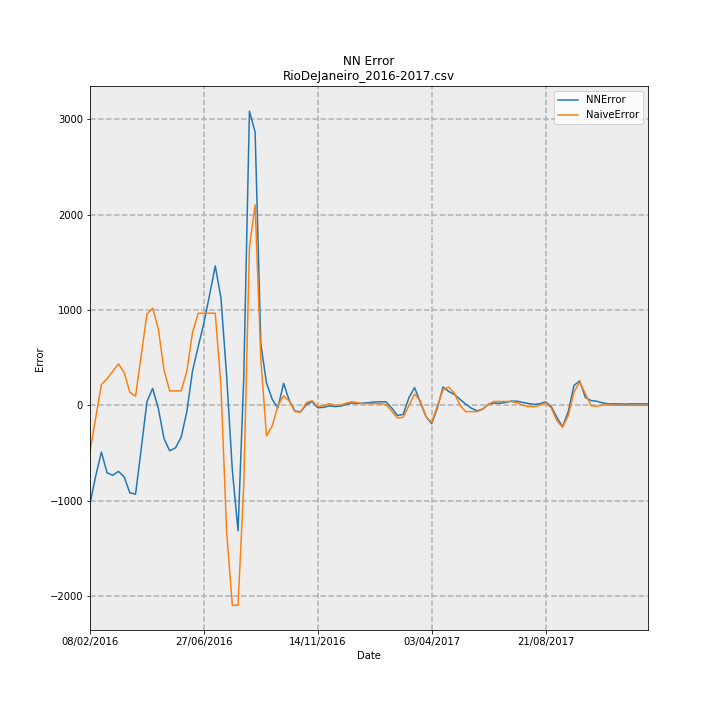 NN Error
RioDeJaneiro_2016-2017.csv
NNError
NaiveError
3000
2000
1000
0
−1000
−2000
Error
08/02/2016 27/06/2016 14/11/2016 03/04/2017 21/08/2017
Date